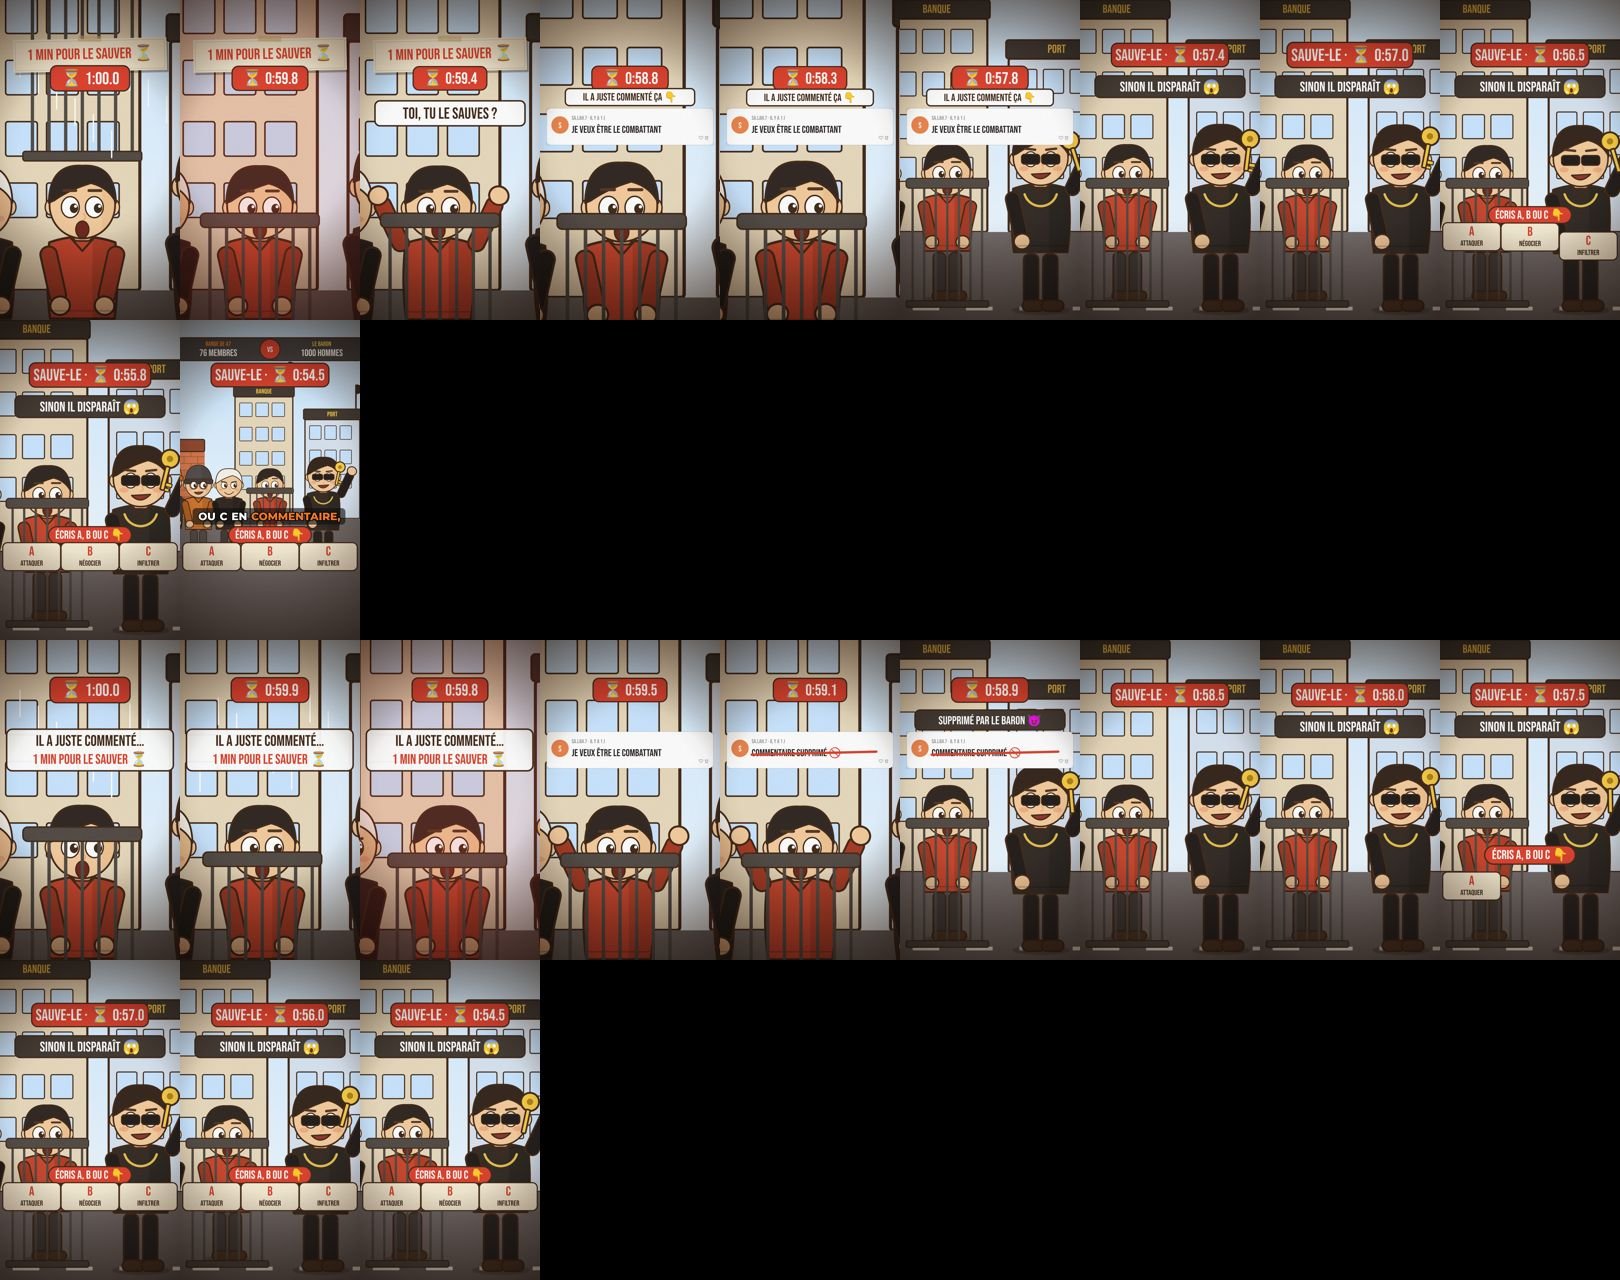 1 MIN POUR LE SAUVER ⏳
⏳ 1:00.0
1 MIN POUR LE SAUVER ⏳
⏳ 0:59.8
1 MIN POUR LE SAUVER ⏳
⏳ 0:59.4
TOI, TU LE SAUVES ?
⏳ 0:58.8
IL A JUSTE COMMENTÉ ÇA 👇
S
JE VEUX ÊTRE LE COMBATTANT
⏳ 0:58.3
IL A JUSTE COMMENTÉ ÇA 👇
S
JE VEUX ÊTRE LE COMBATTANT
BANQUE
PORT
⏳ 0:57.8
IL A JUSTE COMMENTÉ ÇA 👇
S
JE VEUX ÊTRE LE COMBATTANT
BANQUE
PORT
SAUVE-LE · ⏳ 0:57.4
SINON IL DISPARAÎT 😱
BANQUE
PORT
SAUVE-LE · ⏳ 0:57.0
SINON IL DISPARAÎT 😱
BANQUE
PORT
SAUVE-LE · ⏳ 0:56.5
SINON IL DISPARAÎT 😱
ÉCRIS A, B OU C 👇
A
ATTAQUER
B
NÉGOCIER
C
INFILTRER
BANQUE
PORT
SAUVE-LE · ⏳ 0:55.8
SINON IL DISPARAÎT 😱
ÉCRIS A, B OU C 👇
A
ATTAQUER
B
NÉGOCIER
C
INFILTRER
76 MEMBRES
VS
LE BARON
1000 HOMMES
SAUVE-LE · ⏳ 0:54.5
BANQUE
PORT
OU C EN COMMENTAIRE,
ÉCRIS A, B OU C 👇
A
ATTAQUER
B
NÉGOCIER
C
INFILTRER
⏳ 1:00.0
IL A JUSTE COMMENTÉ...
1 MIN POUR LE SAUVER ⏳
⏳ 0:59.9
IL A JUSTE COMMENTÉ...
1 MIN POUR LE SAUVER ⏳
⏳ 0:59.8
IL A JUSTE COMMENTÉ...
1 MIN POUR LE SAUVER ⏳
⏳ 0:59.5
S
JE VEUX ÊTRE LE COMBATTANT
⏳ 0:59.1
S
COMMENTAIRE SUPPRIMÉ 🚫
BANQUE
PORT
⏳ 0:58.9
SUPPRIMÉ PAR LE BARON 😈
S
COMMENTAIRE SUPPRIMÉ 🚫
BANQUE
PORT
SAUVE-LE · ⏳ 0:58.5
BANQUE
PORT
SAUVE-LE · ⏳ 0:58.0
SINON IL DISPARAÎT 😱
BANQUE
PORT
SAUVE-LE · ⏳ 0:57.5
SINON IL DISPARAÎT 😱
ÉCRIS A, B OU C 👇
A
ATTAQUER
BANQUE
PORT
SAUVE-LE · ⏳ 0:57.0
SINON IL DISPARAÎT 😱
ÉCRIS A, B OU C 👇
A
ATTAQUER
B
NÉGOCIER
C
INFILTRER
BANQUE
PORT
SAUVE-LE · ⏳ 0:56.0
SINON IL DISPARAÎT 😱
ÉCRIS A, B OU C 👇
A
ATTAQUER
B
NÉGOCIER
C
INFILTRER
BANQUE
PORT
SAUVE-LE · ⏳ 0:54.5
SINON IL DISPARAÎT 😱
ÉCRIS A, B OU C 👇
A
ATTAQUER
B
NÉGOCIER
C
INFILTRER